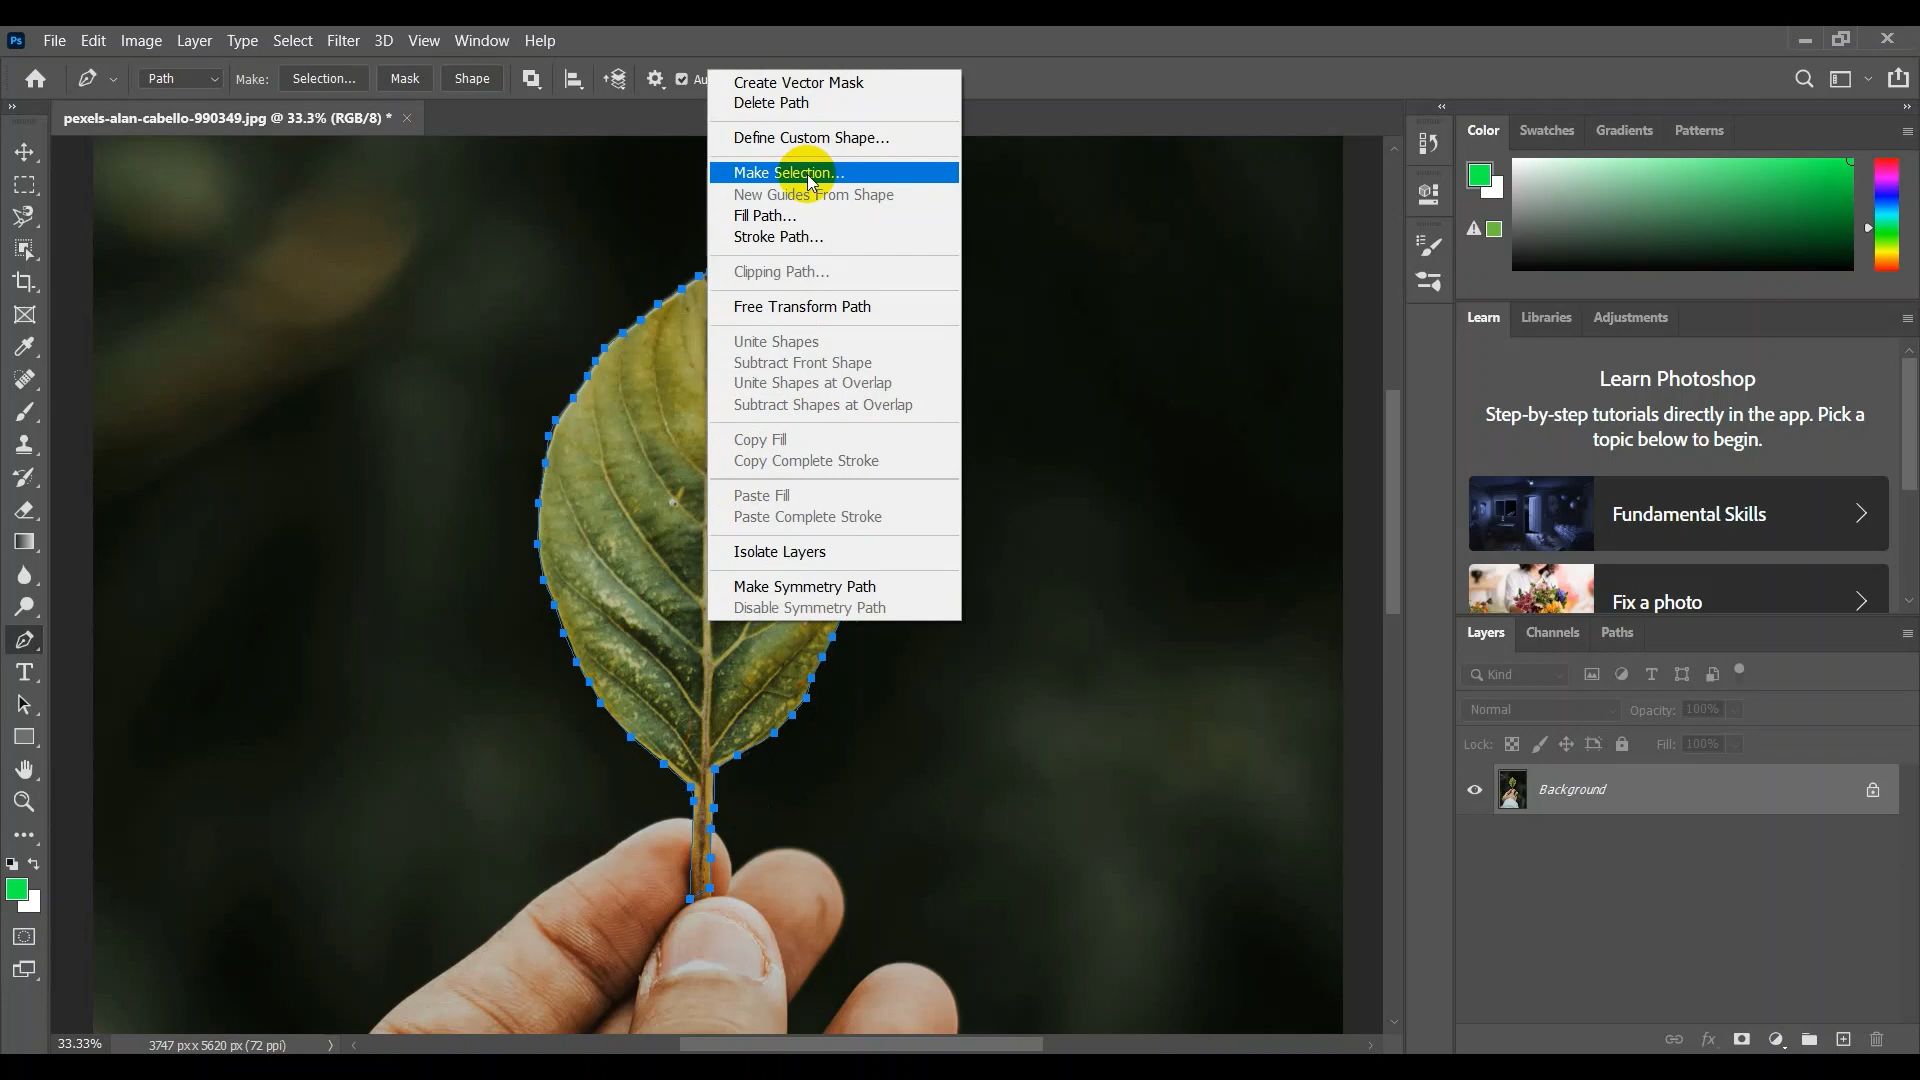 Ps File Edit Image Layer Type Select Filter 3D View Window Help
Path Make: Selection... Mask Shape
pexels-alan-cabello-990349.jpg @ 33.3% (RGB/8) *
Create Vector Mask
Delete Path
Define Custom Shape...
Make Selection...
New Guides From Shape
Fill Path...
Stroke Path...
Clipping Path...
Free Transform Path
Unite Shapes
Subtract Front Shape
Unite Shapes at Overlap
Subtract Shapes at Overlap
Copy Fill
Copy Complete Stroke
Paste Fill
Paste Complete Stroke
Isolate Layers
Make Symmetry Path
Disable Symmetry Path
Color Swatches Gradients Patterns
Learn Libraries Adjustments
Learn Photoshop
Step-by-step tutorials directly in the app. Pick a
topic below to begin.
Fundamental Skills
Fix a photo
Layers Channels Paths
Kind
Normal Opacity: 100%
Lock: Fill: 100%
Background
fx
33.33% 3747 px x 5620 px (72 ppi)